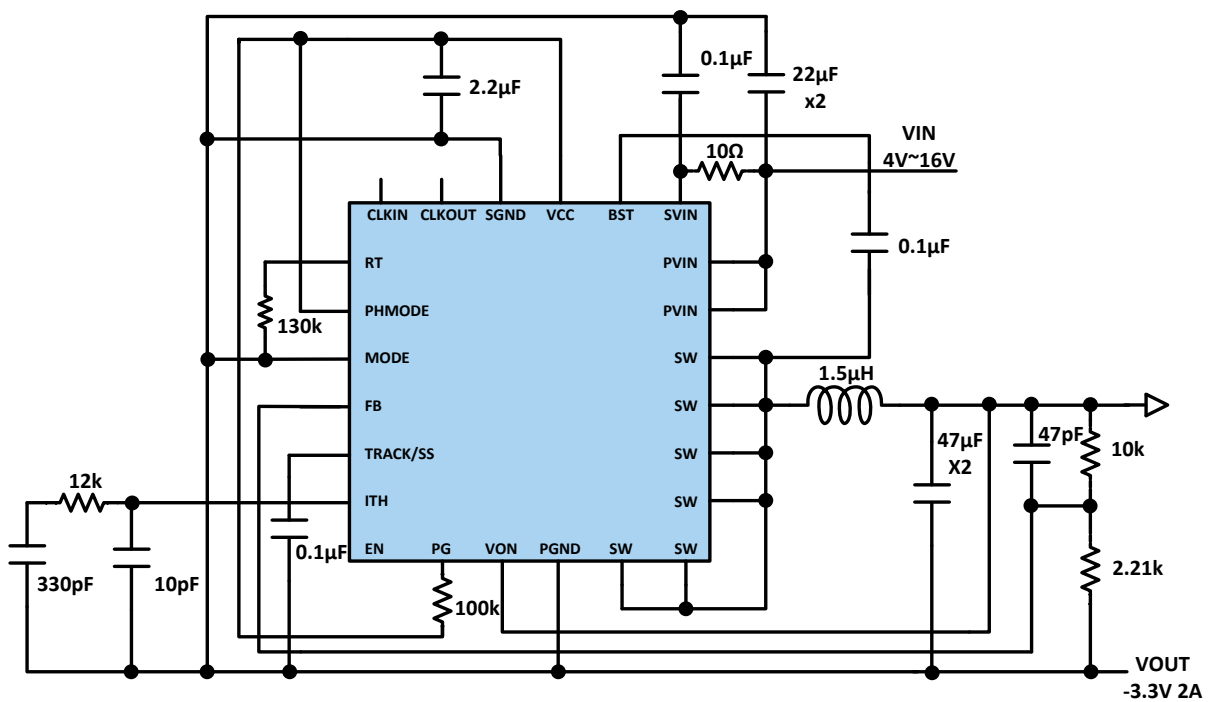 0.1µF
22µF
x2
2.2µF
VIN
4V~16V
10Ω
CLKIN
CLKOUT
SGND
VCC
BST
SVIN
0.1µF
RT
PVIN
PHMODE
PVIN
130k
MODE
SW
1.5µH
FB
SW
47µF
X2
47pF
10k
TRACK/SS
SW
12k
ITH
SW
0.1µF
EN
PG
VON
PGND
SW
SW
330pF
10pF
2.21k
100k
VOUT
-3.3V 2A